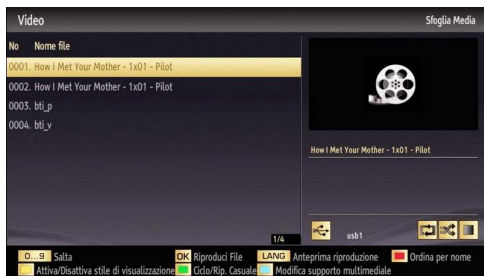 Video
Sfoglia Media
No Nome file
0001. How I Met Your Mother - 1x01 - Pilot
0002. How I Met Your Mother - 1x01 - Pilot
0003. bti_p
0004. bti_v
How I Met Your Mother - 1x01 - Pilot
1/4
usb1
0...9 Salta OK Riproduci File LANG Anteprima riproduzione Ordina per nome
Attiva/Disattiva stile di visualizzazione Ciclo/Rip. Casuale Modifica supporto multimediale